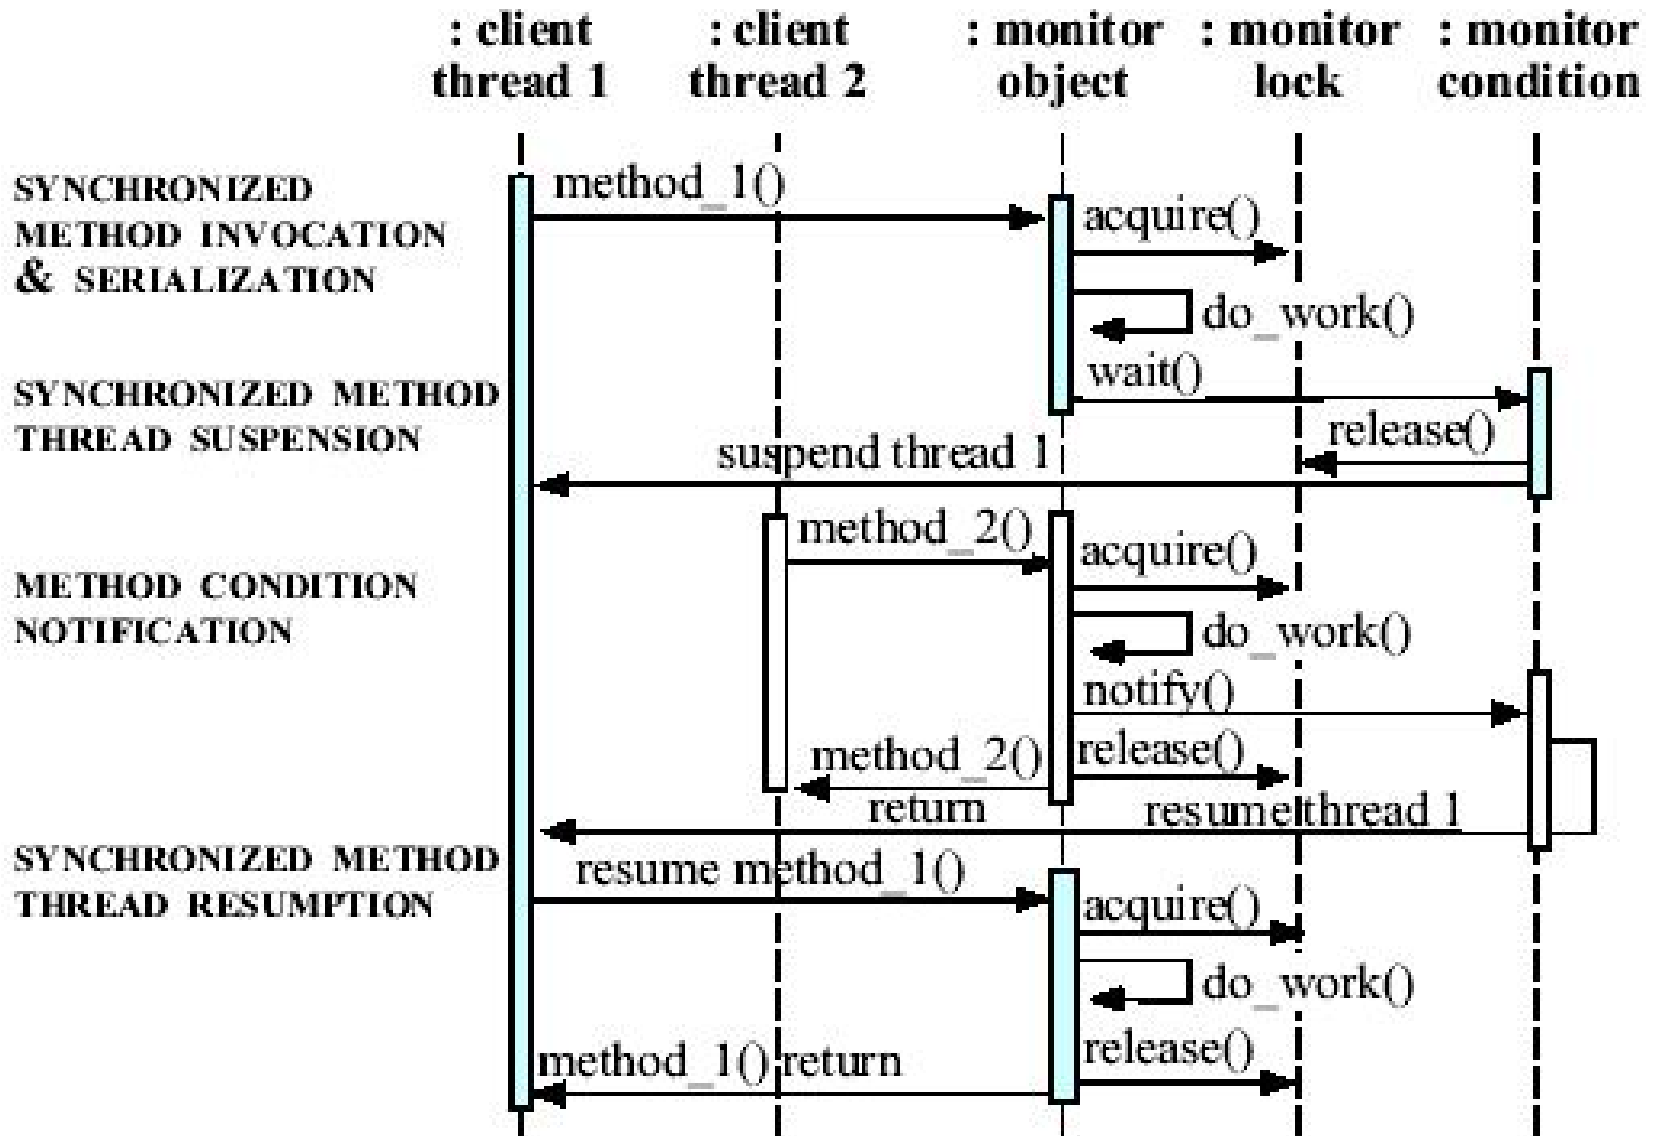 : client
thread 1
: client
thread 2
: monitor
object
: monitor
lock
: monitor
condition
SYNCHRONIZED
METHOD INVOCATION
& SERIALIZATION
method_1()
acquire()
do_work()
SYNCHRONIZED METHOD
THREAD SUSPENSION
wait()
release()
suspend thread 1
METHOD CONDITION
NOTIFICATION
method_2()
acquire()
do_work()
notify()
release()
method_2()
return
resume thread 1
SYNCHRONIZED METHOD
THREAD RESUMPTION
resume method_1()
acquire()
do_work()
release()
method_1() return